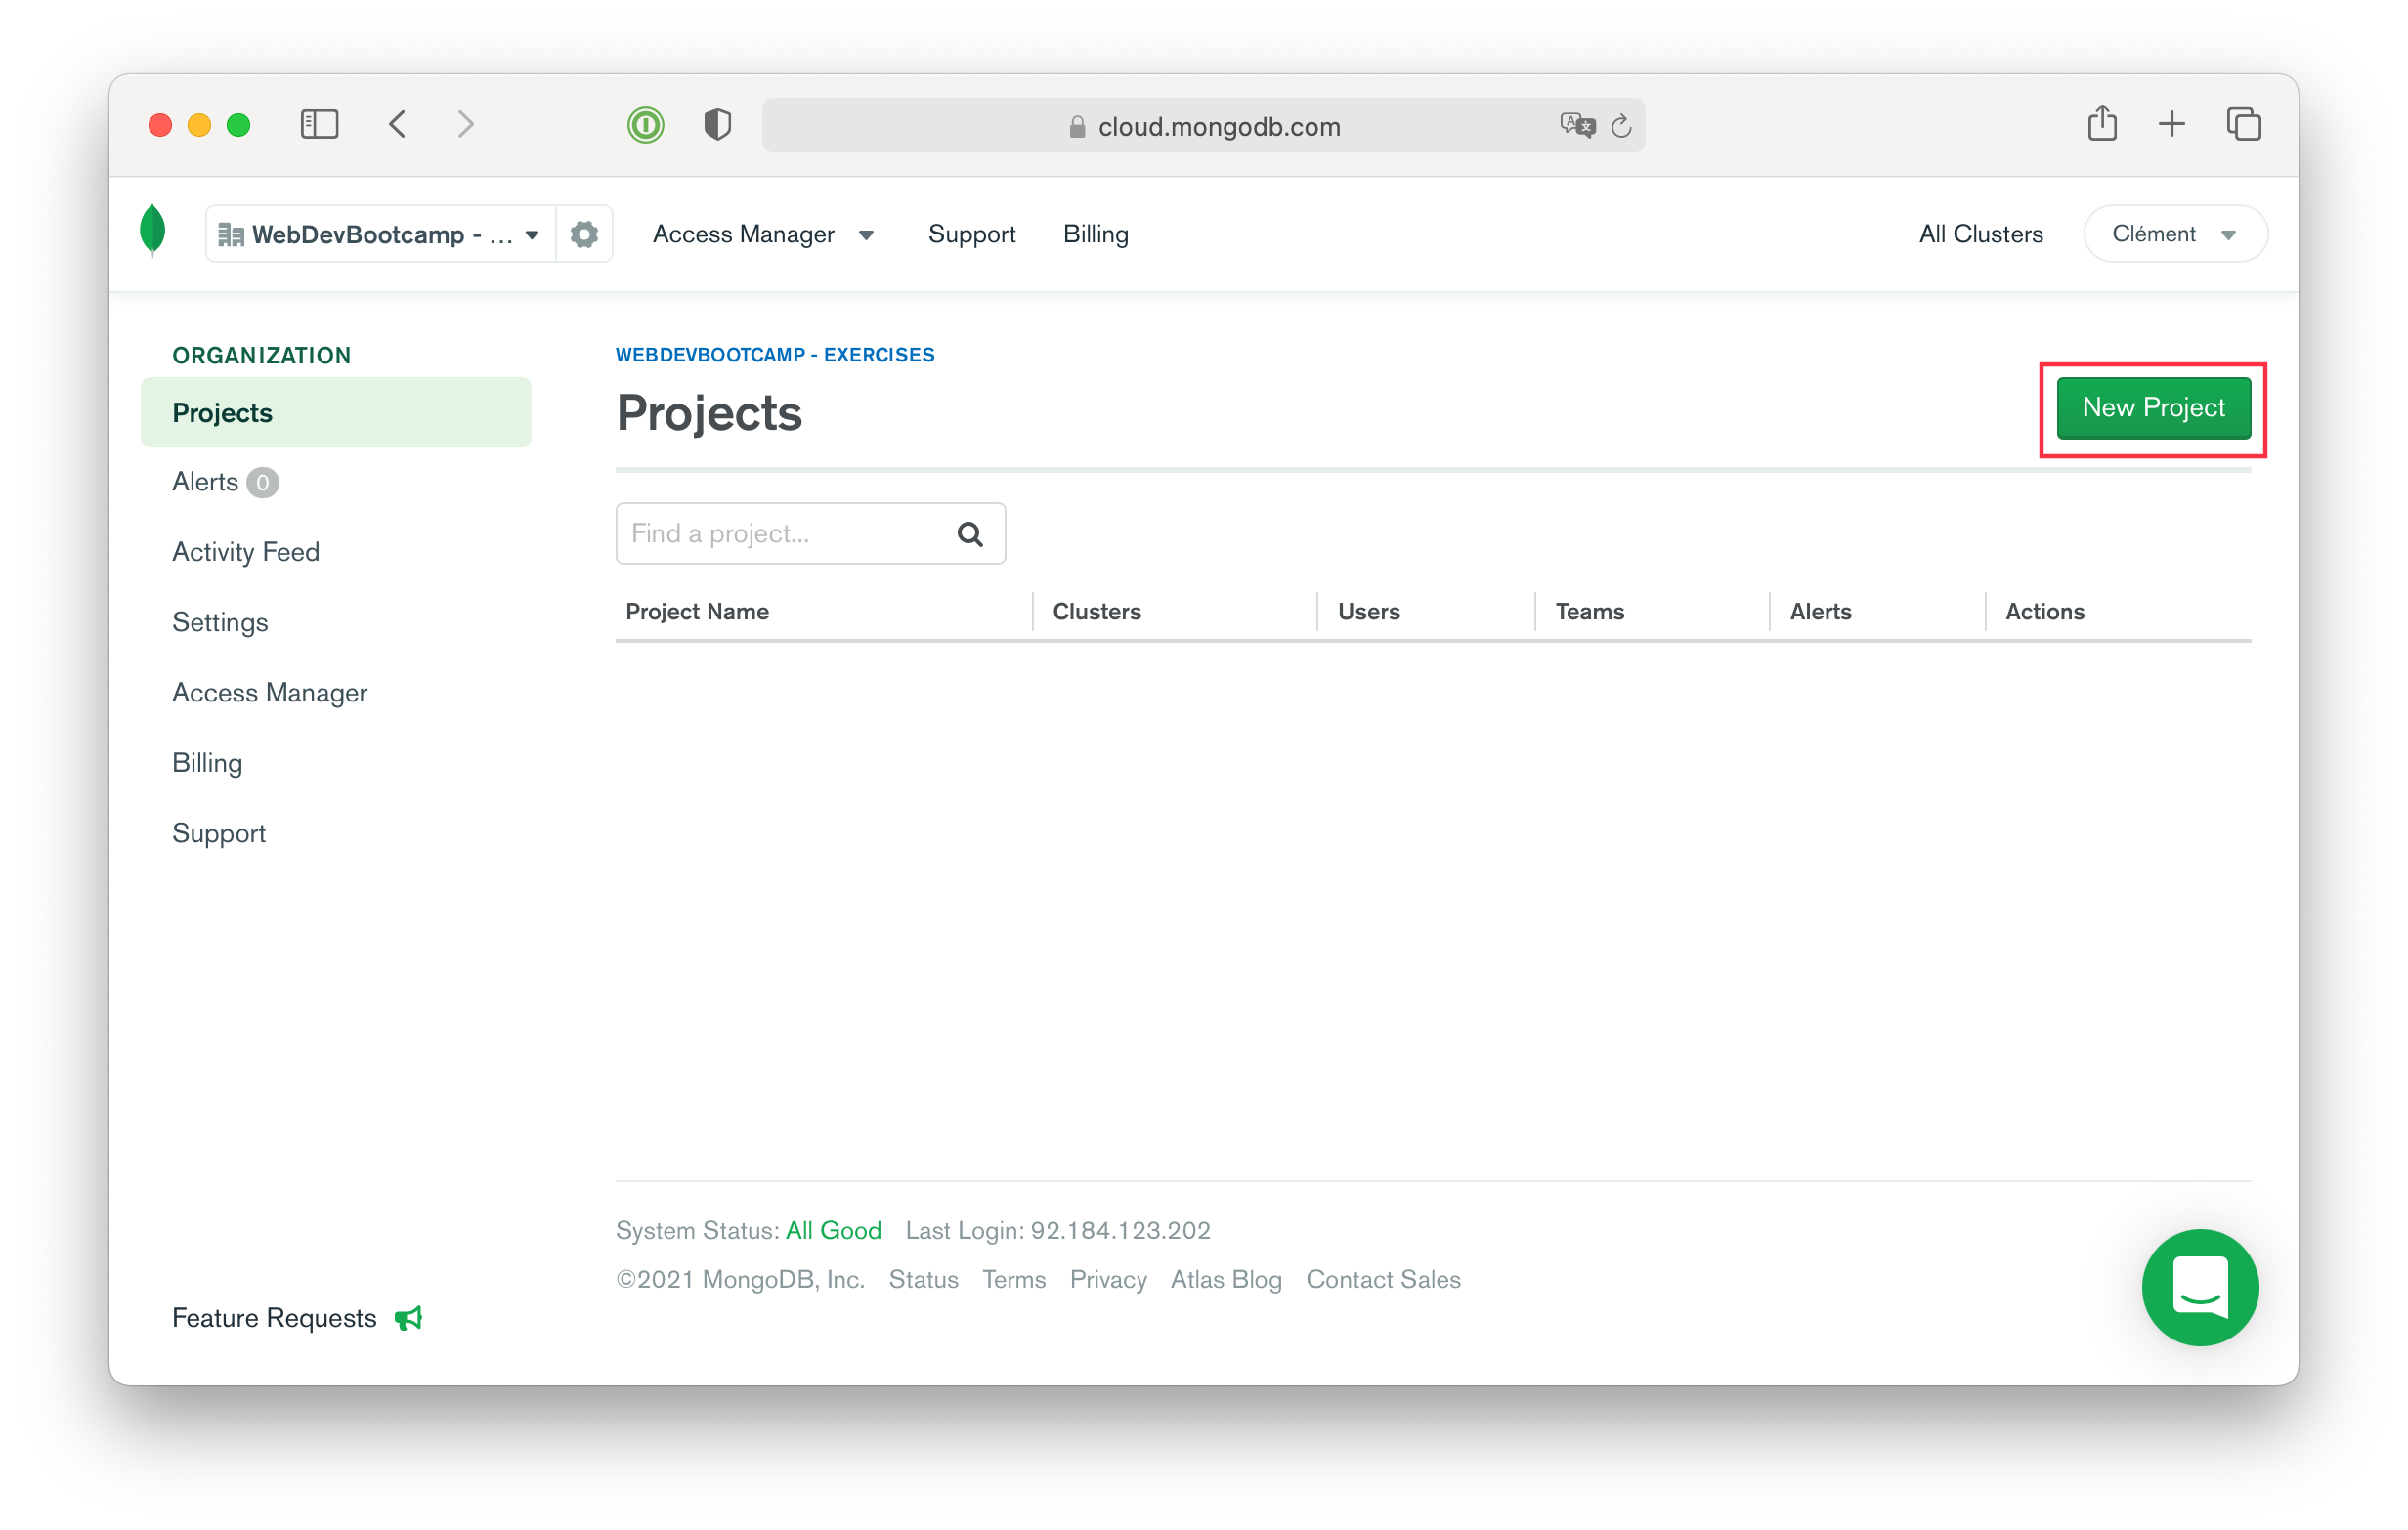 cloud.mongodb.com
WebDevBootcamp - ...
Access Manager
Support
Billing
All Clusters
Clément
ORGANIZATION
Projects
Alerts 0
Activity Feed
Settings
Access Manager
Billing
Support
Feature Requests
WEBDEVBOOTCAMP - EXERCISES
Projects
New Project
Find a project...
Project Name
Clusters
Users
Teams
Alerts
Actions
System Status: All Good Last Login: 92.184.123.202
©2021 MongoDB, Inc. Status Terms Privacy Atlas Blog Contact Sales